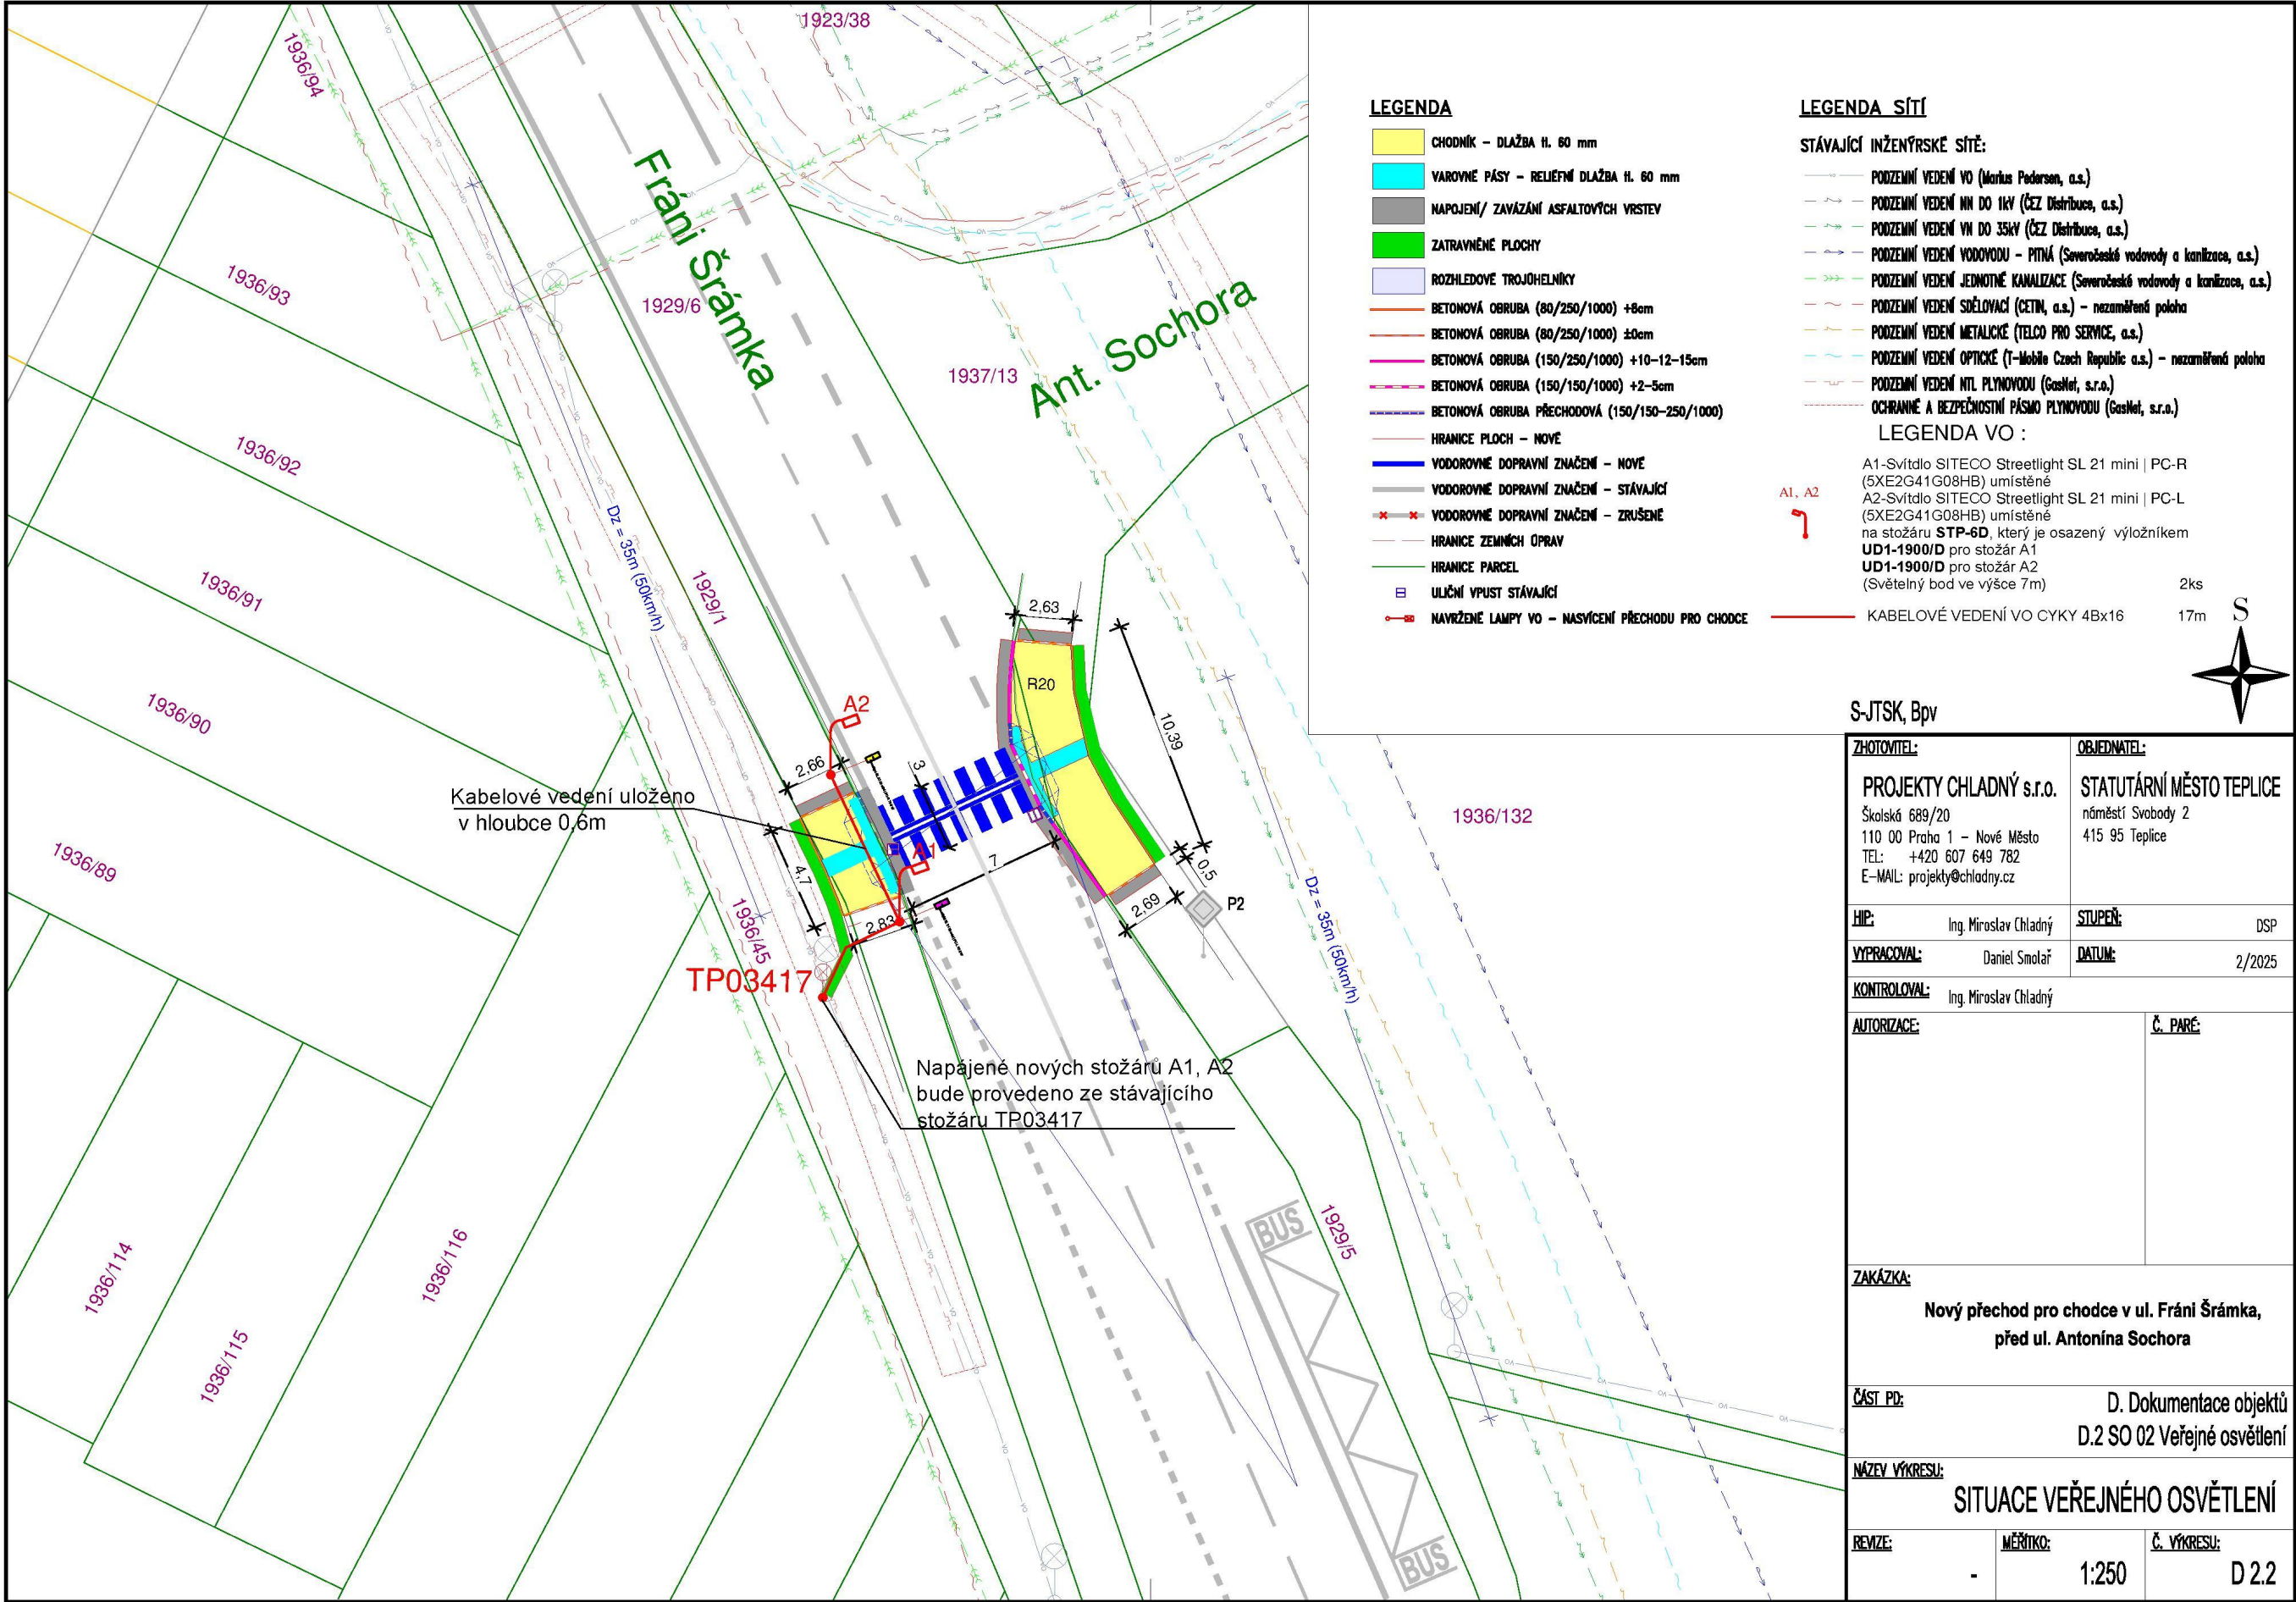 1923/38
1936/94
Fráni Šrámka
1936/93
1929/6
Ant. Sochora
1937/13
1936/92
Dz = 35m (50km/h)
1936/91
1929/1
1936/90
2,63
R20
A2
10,39
2,66
3
Kabelové vedení uloženo
v hloubce 0,6m
1936/132
1936/89
A1
7
4,7
0,5
2,69
P2
2,83
1936/45
Dz = 35m (50km/h)
TP03417
Napájené nových stožárů A1, A2
bude provedeno ze stávajícího
stožáru TP03417
BUS
1929/5
1936/116
1936/114
1936/115
BUS
LEGENDA
CHODNÍK – DLAŽBA tl. 60 mm
VAROVNÉ PÁSY – RELIÉFNÍ DLAŽBA tl. 60 mm
NAPOJENÍ/ ZAVÁZÁNÍ ASFALTOVÝCH VRSTEV
ZATRAVNĚNÉ PLOCHY
ROZHLEDOVÉ TROJÚHELNÍKY
BETONOVÁ OBRUBA (80/250/1000) +8cm
BETONOVÁ OBRUBA (80/250/1000) ±0cm
BETONOVÁ OBRUBA (150/250/1000) +10-12-15cm
BETONOVÁ OBRUBA (150/150/1000) +2-5cm
BETONOVÁ OBRUBA PŘECHODOVÁ (150/150-250/1000)
HRANICE PLOCH – NOVÉ
VODOROVNÉ DOPRAVNÍ ZNAČENÍ – NOVÉ
VODOROVNÉ DOPRAVNÍ ZNAČENÍ – STÁVAJÍCÍ
VODOROVNÉ DOPRAVNÍ ZNAČENÍ – ZRUŠENÉ
HRANICE ZEMNÍCH ÚPRAV
HRANICE PARCEL
ULIČNÍ VPUST STÁVAJÍCÍ
NAVRŽENÉ LAMPY VO – NASVÍCENÍ PŘECHODU PRO CHODCE
LEGENDA SÍTÍ
STÁVAJÍCÍ INŽENÝRSKÉ SÍTĚ:
PODZEMNÍ VEDENÍ VO (Marius Pedersen, a.s.)
PODZEMNÍ VEDENÍ NN DO 1kV (ČEZ Distribuce, a.s.)
PODZEMNÍ VEDENÍ VN DO 35kV (ČEZ Distribuce, a.s.)
PODZEMNÍ VEDENÍ VODOVODU – PITNÁ (Severočeské vodovody a kanlizace, a.s.)
PODZEMNÍ VEDENÍ JEDNOTNÉ KANALIZACE (Severočeské vodovody a kanlizace, a.s.)
PODZEMNÍ VEDENÍ SDĚLOVACÍ (CETIN, a.s.) – nezaměřená poloha
PODZEMNÍ VEDENÍ METALICKÉ (TELCO PRO SERVICE, a.s.)
PODZEMNÍ VEDENÍ OPTICKÉ (T-Mobile Czech Republic a.s.) – nezaměřená poloha
PODZEMNÍ VEDENÍ NTL PLYNOVODU (GasNet, s.r.o.)
OCHRANNÉ A BEZPEČNOSTNÍ PÁSMO PLYNOVODU (GasNet, s.r.o.)
LEGENDA VO :
A1, A2
A1-Svítdlo SITECO Streetlight SL 21 mini | PC-R
(5XE2G41G08HB) umístěné
A2-Svítdlo SITECO Streetlight SL 21 mini | PC-L
(5XE2G41G08HB) umístěné
na stožáru STP-6D, který je osazený výložníkem
UD1-1900/D pro stožár A1
UD1-1900/D pro stožár A2
(Světelný bod ve výšce 7m) 2ks
KABELOVÉ VEDENÍ VO CYKY 4Bx16 17m
S
S-JTSK, Bpv
ZHOTOVITEL:
PROJEKTY CHLADNÝ s.r.o.
Školská 689/20
110 00 Praha 1 – Nové Město
TEL: +420 607 649 782
E-MAIL: projekty@chladny.cz
OBJEDNATEL:
STATUTÁRNÍ MĚSTO TEPLICE
náměstí Svobody 2
415 95 Teplice
HIP: Ing. Miroslav Chladný
STUPEŇ: DSP
VYPRACOVAL: Daniel Smolař
DATUM: 2/2025
KONTROLOVAL: Ing. Miroslav Chladný
AUTORIZACE:
Č. PARÉ:
ZAKÁZKA:
Nový přechod pro chodce v ul. Fráni Šrámka,
před ul. Antonína Sochora
ČÁST PD:
D. Dokumentace objektů
D.2 SO 02 Veřejné osvětlení
NÁZEV VÝKRESU:
SITUACE VEŘEJNÉHO OSVĚTLENÍ
REVIZE: -
MĚŘÍTKO: 1:250
Č. VÝKRESU: D 2.2